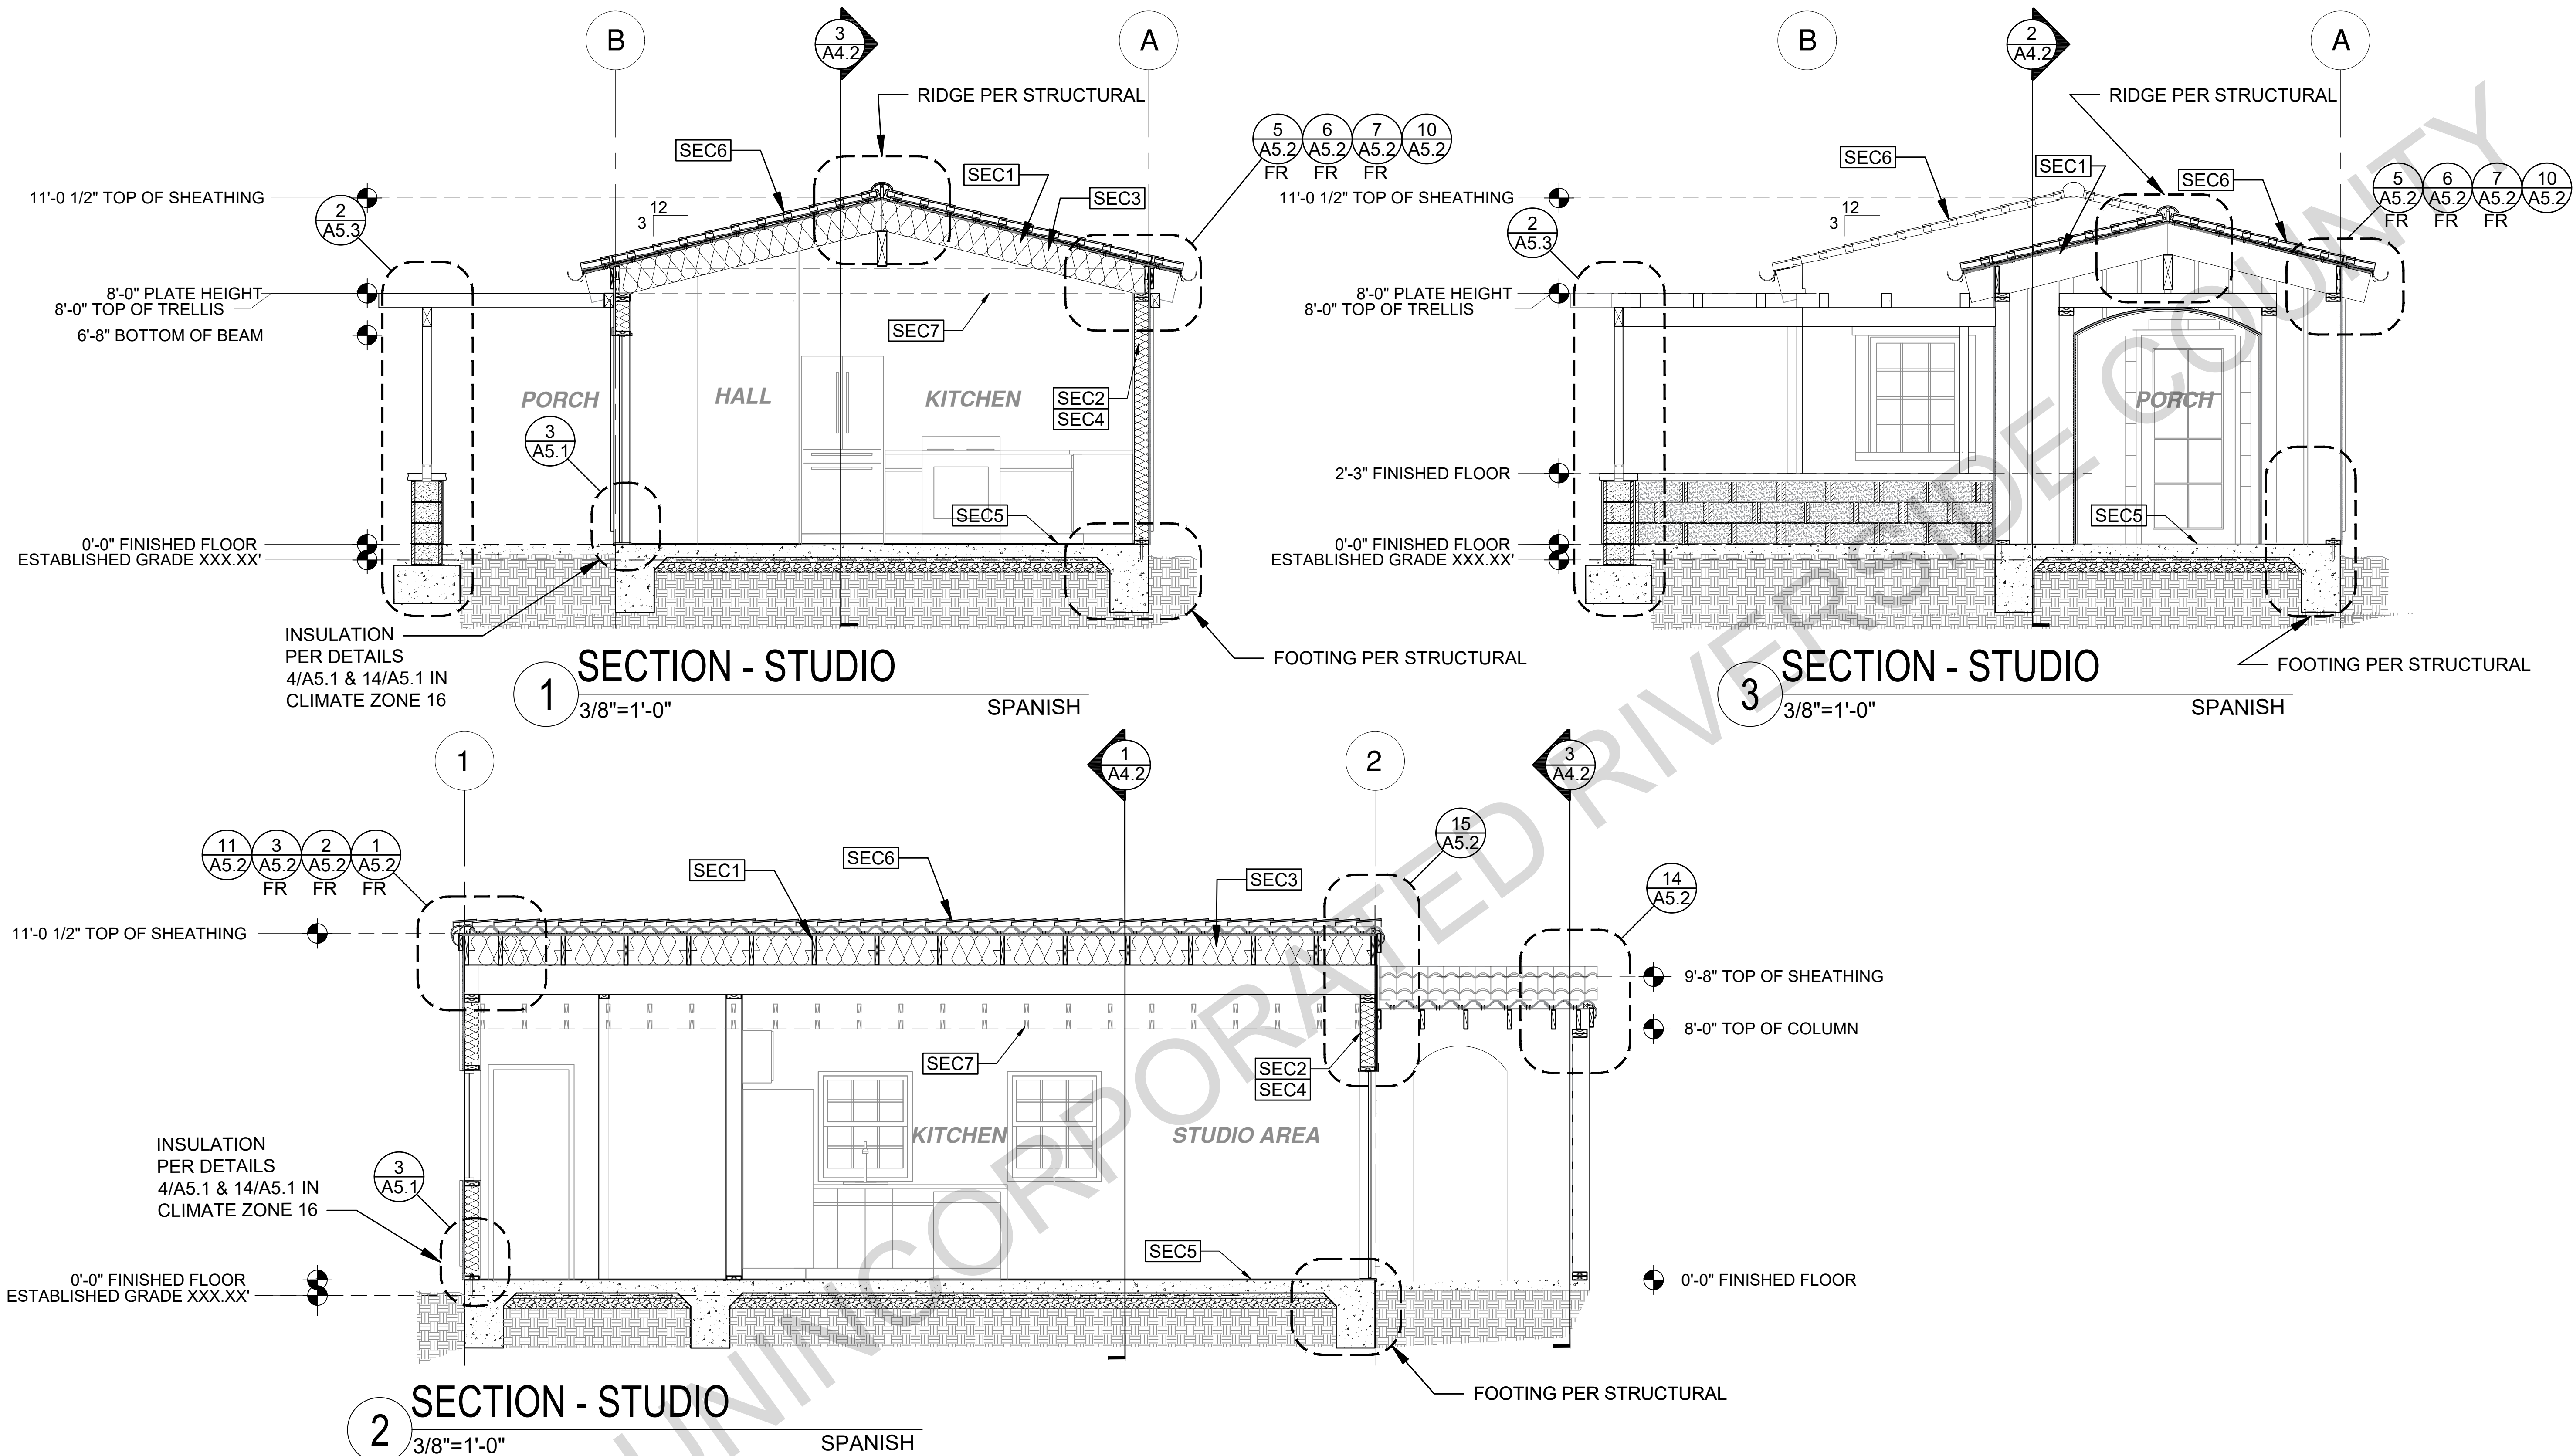 B
3
A4.2
A
RIDGE PER STRUCTURAL
SEC6
SEC1
SEC3
5
A5.2
FR
6
A5.2
FR
7
A5.2
FR
10
A5.2
11'-0 1/2" TOP OF SHEATHING
2
A5.3
12
3
8'-0" PLATE HEIGHT
8'-0" TOP OF TRELLIS
6'-8" BOTTOM OF BEAM
SEC7
PORCH
HALL
KITCHEN
SEC2
SEC4
3
A5.1
SEC5
0'-0" FINISHED FLOOR
ESTABLISHED GRADE XXX.XX'
INSULATION
PER DETAILS
4/A5.1 & 14/A5.1 IN
CLIMATE ZONE 16
FOOTING PER STRUCTURAL
1
SECTION - STUDIO
3/8"=1'-0"
SPANISH
B
2
A4.2
A
RIDGE PER STRUCTURAL
SEC6
SEC1
SEC6
5
A5.2
FR
6
A5.2
FR
7
A5.2
FR
10
A5.2
11'-0 1/2" TOP OF SHEATHING
2
A5.3
12
3
8'-0" PLATE HEIGHT
8'-0" TOP OF TRELLIS
PORCH
2'-3" FINISHED FLOOR
SEC5
0'-0" FINISHED FLOOR
ESTABLISHED GRADE XXX.XX'
FOOTING PER STRUCTURAL
3
SECTION - STUDIO
3/8"=1'-0"
SPANISH
1
1
A4.2
2
3
A4.2
11
A5.2
3
A5.2
FR
2
A5.2
FR
1
A5.2
FR
SEC1
SEC6
SEC3
15
A5.2
14
A5.2
11'-0 1/2" TOP OF SHEATHING
9'-8" TOP OF SHEATHING
8'-0" TOP OF COLUMN
SEC7
SEC2
SEC4
KITCHEN
STUDIO AREA
INSULATION
PER DETAILS
4/A5.1 & 14/A5.1 IN
CLIMATE ZONE 16
3
A5.1
SEC5
0'-0" FINISHED FLOOR
ESTABLISHED GRADE XXX.XX'
0'-0" FINISHED FLOOR
FOOTING PER STRUCTURAL
2
SECTION - STUDIO
3/8"=1'-0"
SPANISH
UNINCORPORATED RIVERSIDE COUNTY